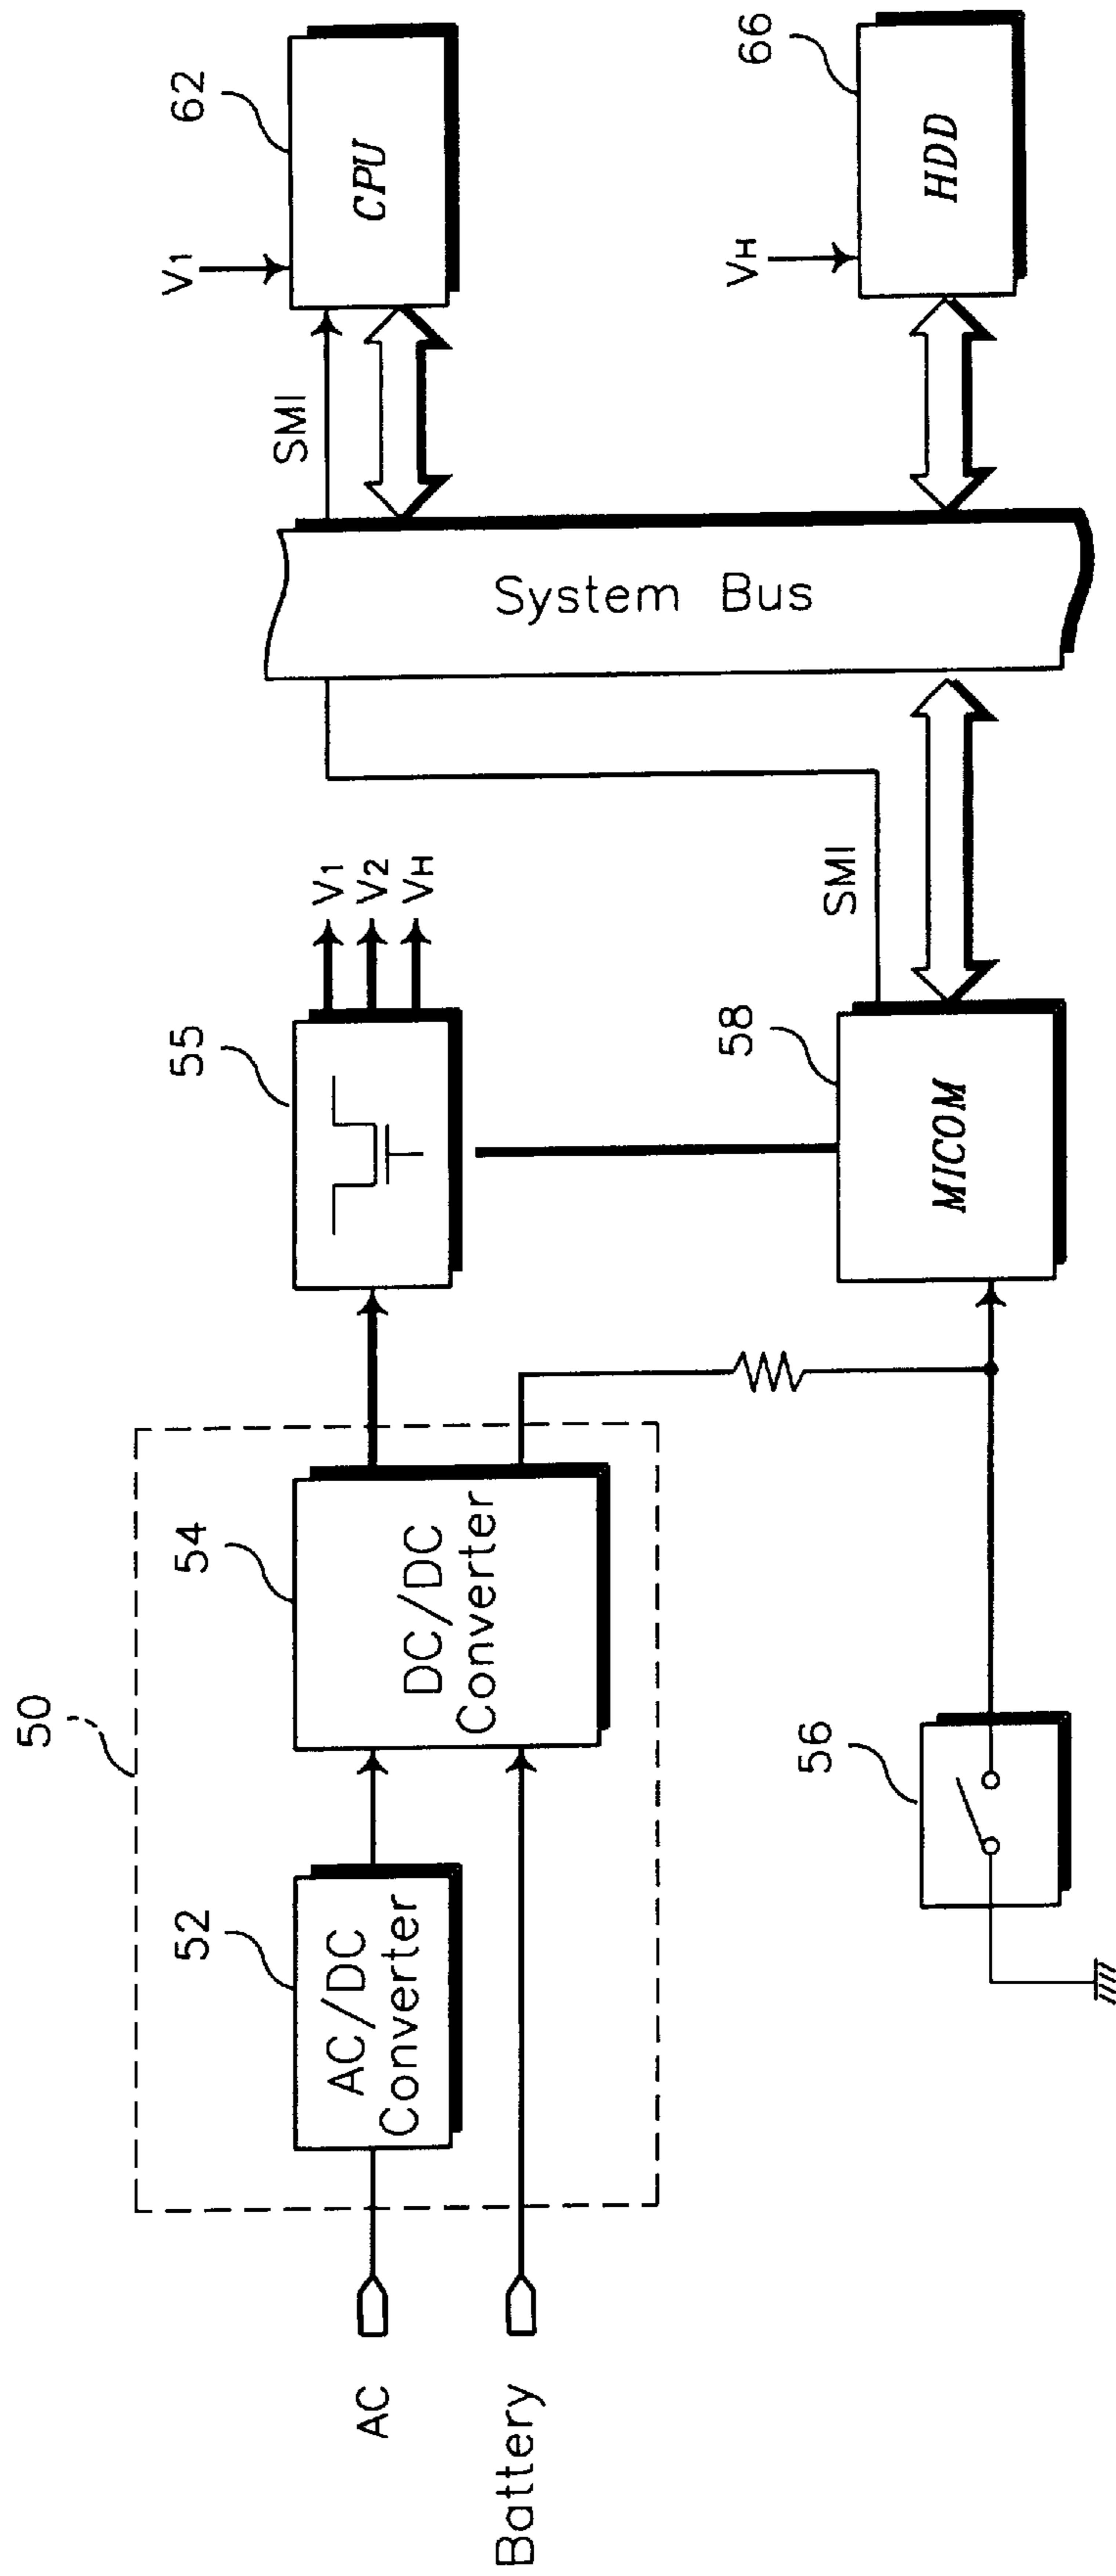 50
52
AC/DC
Converter
54
DC/DC
Converter
55
V1
V2
VH
AC
Battery
56
58
MICOM
SMI
System Bus
SMI
V1
62
CPU
VH
66
HDD